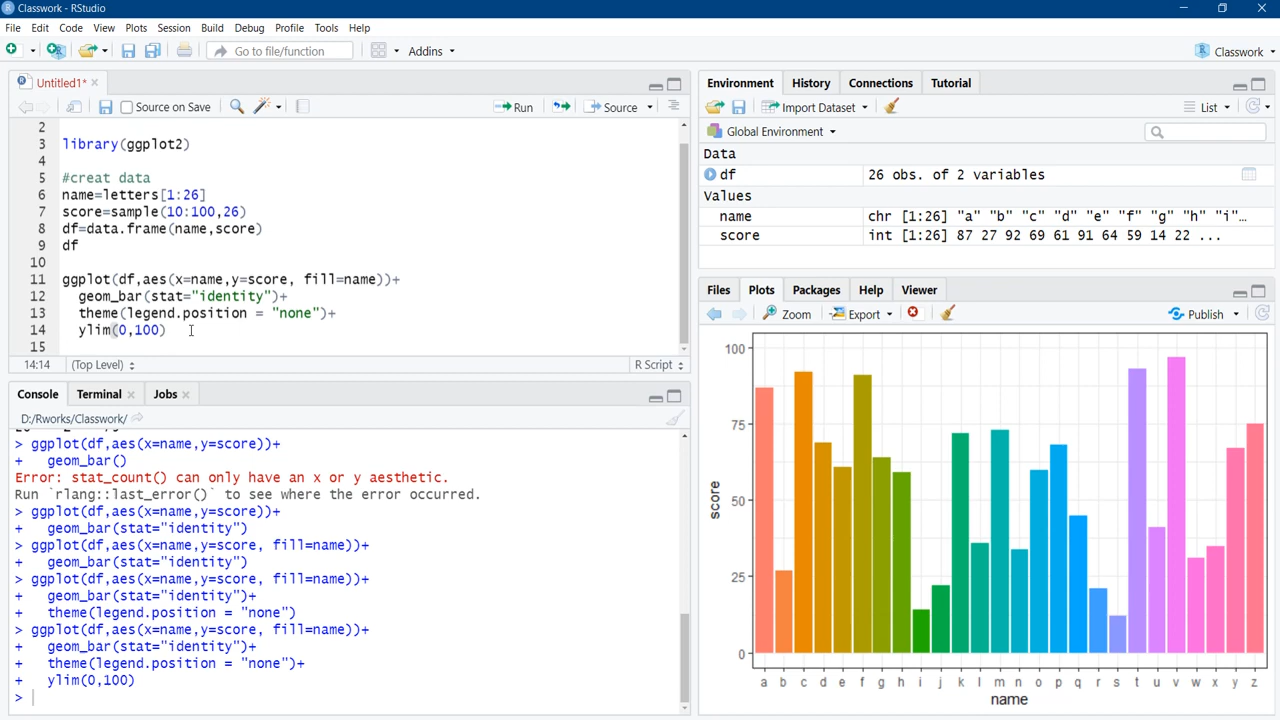 Classwork - RStudio
File Edit Code View Plots Session Build Debug Profile Tools Help
Go to file/function Addins Classwork
Untitled1*
Source on Save Run Source
2
3 library(ggplot2)
4
5 #creat data
6 name=letters[1:26]
7 score=sample(10:100,26)
8 df=data.frame(name,score)
9 df
10
11 ggplot(df,aes(x=name,y=score, fill=name))+
12 geom_bar(stat="identity")+
13 theme(legend.position = "none")+
14 ylim(0,100)
15
14:14 (Top Level) R Script
Console Terminal Jobs
D:/Rworks/Classwork/
> ggplot(df,aes(x=name,y=score))+
+ geom_bar()
Error: stat_count() can only have an x or y aesthetic.
Run `rlang::last_error()` to see where the error occurred.
> ggplot(df,aes(x=name,y=score))+
+ geom_bar(stat="identity")
> ggplot(df,aes(x=name,y=score, fill=name))+
+ geom_bar(stat="identity")
> ggplot(df,aes(x=name,y=score, fill=name))+
+ geom_bar(stat="identity")+
+ theme(legend.position = "none")
> ggplot(df,aes(x=name,y=score, fill=name))+
+ geom_bar(stat="identity")+
+ theme(legend.position = "none")+
+ ylim(0,100)
>
Environment History Connections Tutorial
Import Dataset List
Global Environment
Data
df 26 obs. of 2 variables
Values
name chr [1:26] "a" "b" "c" "d" "e" "f" "g" "h" "i"…
score int [1:26] 87 27 92 69 61 91 64 59 14 22 ...
Files Plots Packages Help Viewer
Zoom Export Publish
100
75
50
25
0
score
a b c d e f g h i j k l m n o p q r s t u v w x y z
name